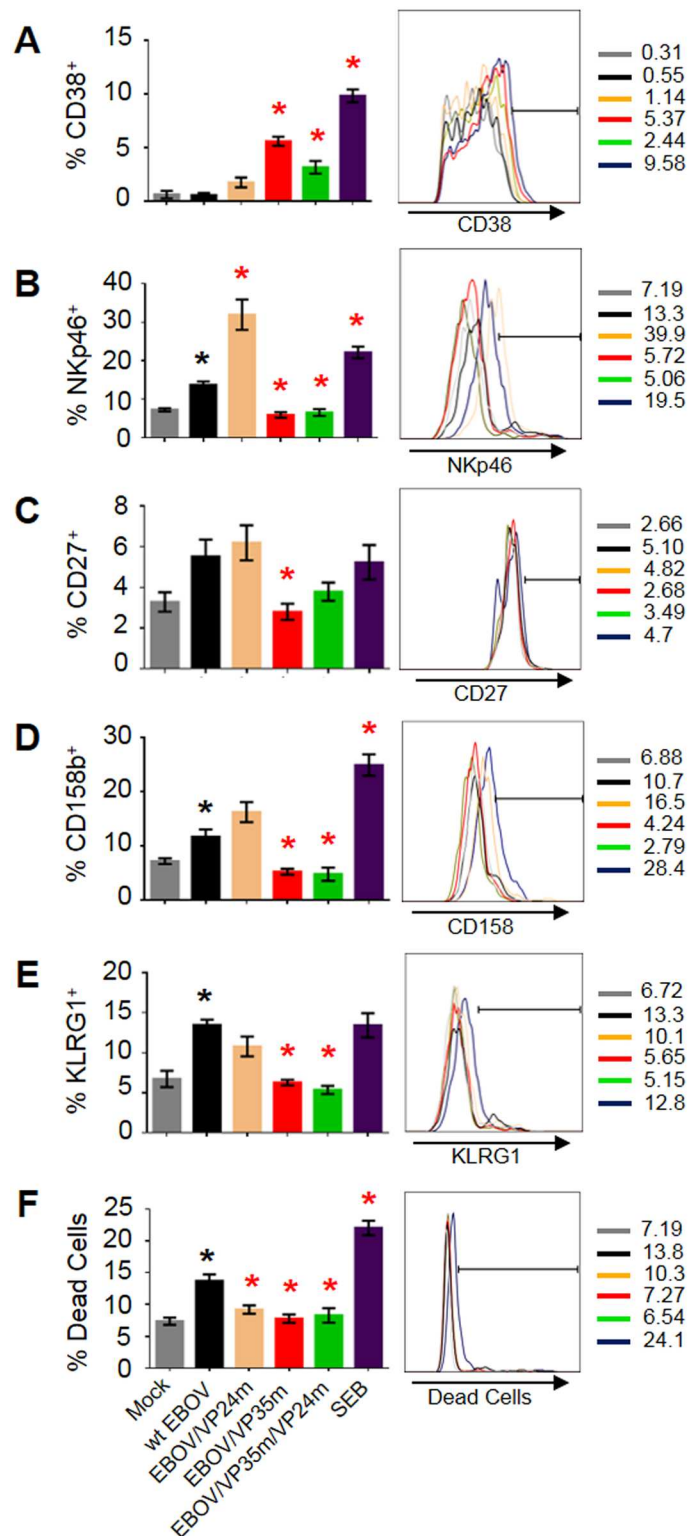 A
% CD38+
15
10
5
0
* * *
CD38
0.31
0.55
1.14
5.37
2.44
9.58
B
% NKp46+
40
30
20
10
0
* * * * *
NKp46
7.19
13.3
39.9
5.72
5.06
19.5
C
% CD27+
8
6
4
2
0
*
CD27
2.66
5.10
4.82
2.68
3.49
4.7
D
% CD158b+
30
20
10
0
* * * *
CD158
6.88
10.7
16.5
4.24
2.79
28.4
E
% KLRG1+
20
15
10
5
0
* * *
KLRG1
6.72
13.3
10.1
5.65
5.15
12.8
F
% Dead Cells
25
20
15
10
5
0
* * * * *
Dead Cells
7.19
13.8
10.3
7.27
6.54
24.1
Mock
wt EBOV
EBOV/VP24m
EBOV/VP35m
EBOV/VP35m/VP24m
SEB